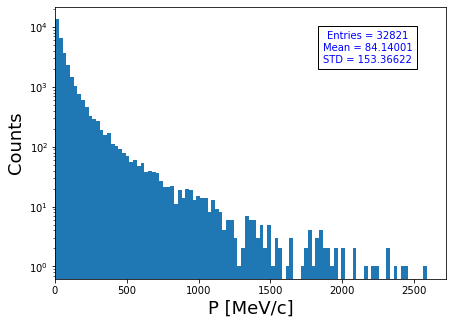 Entries = 32821
Mean = 84.14001
STD = 153.36622
Counts
10⁴
10³
10²
10¹
10⁰
0 500 1000 1500 2000 2500
P [MeV/c]